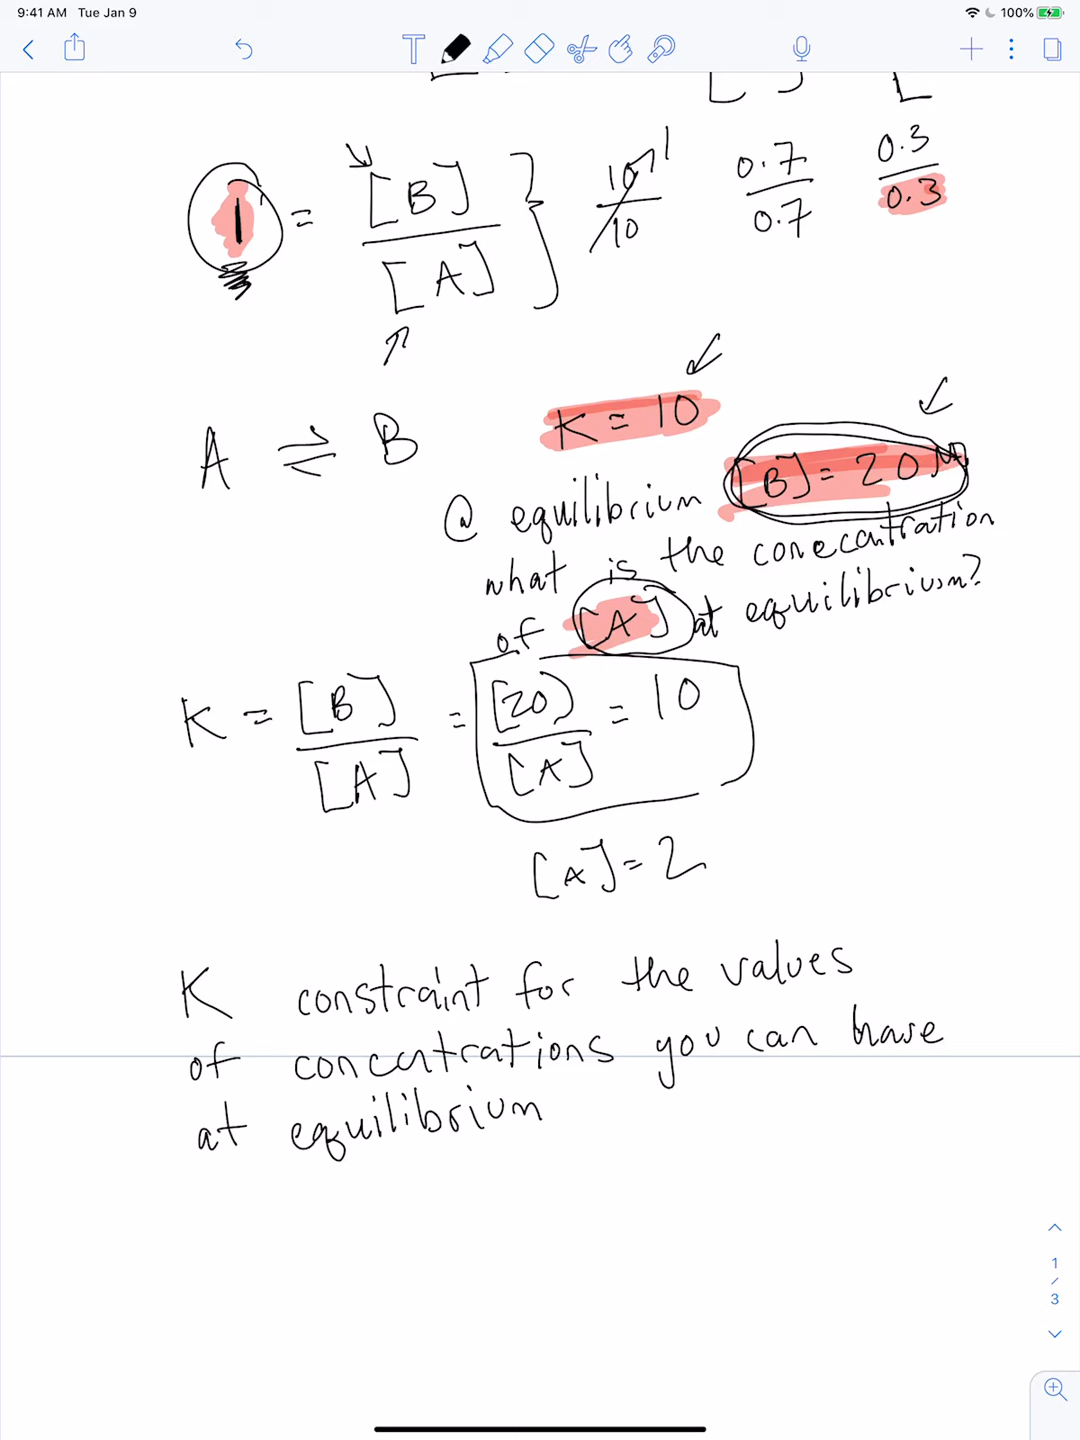 9:41 AM Tue Jan 9
100%
T
1 = [B] / [A] } 10 / 10 1 0.7 / 0.7 0.3 / 0.3
A ⇌ B K = 10
@ equilibrium [B] = 20 M
what is the conecantration
of [A] at equilibrium?
K = [B] / [A] = [20) / [A] = 10
[A] = 2
K constraint for the values
of concentrations you can have
at equilibrium
1
/
3